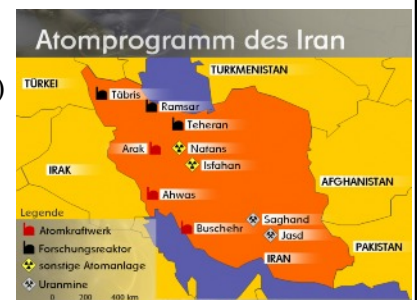 Atomprogramm des Iran
)
TÜRKEI
TURKMENISTAN
Täbris
Ramsar
Teheran
Arak
Natans
Isfahan
IRAK
AFGHANISTAN
Ahwas
Saghand
Buschehr
Jasd
PAKISTAN
IRAN
Legende
Atomkraftwerk
Forschungsreaktor
sonstige Atomanlage
Uranmine
0 200 400 km